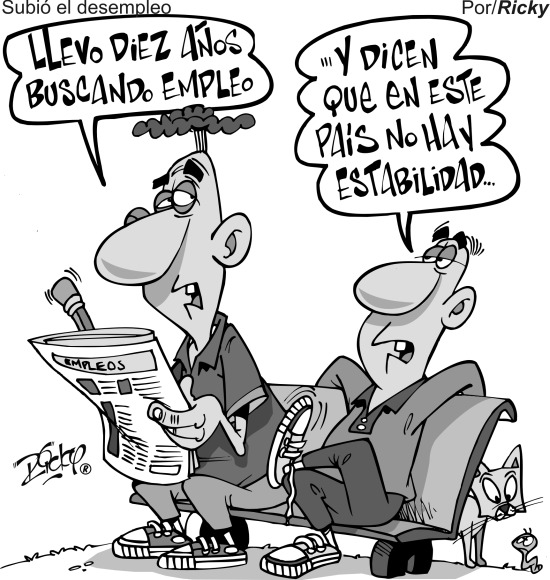 Subió el desempleo
Por/Ricky
LLEVO DIEZ AÑOS
BUSCANDO EMPLEO
...Y DICEN
QUE EN ESTE
PAÍS NO HAY
ESTABILIDAD...
EMPLEOS
Ricky ®